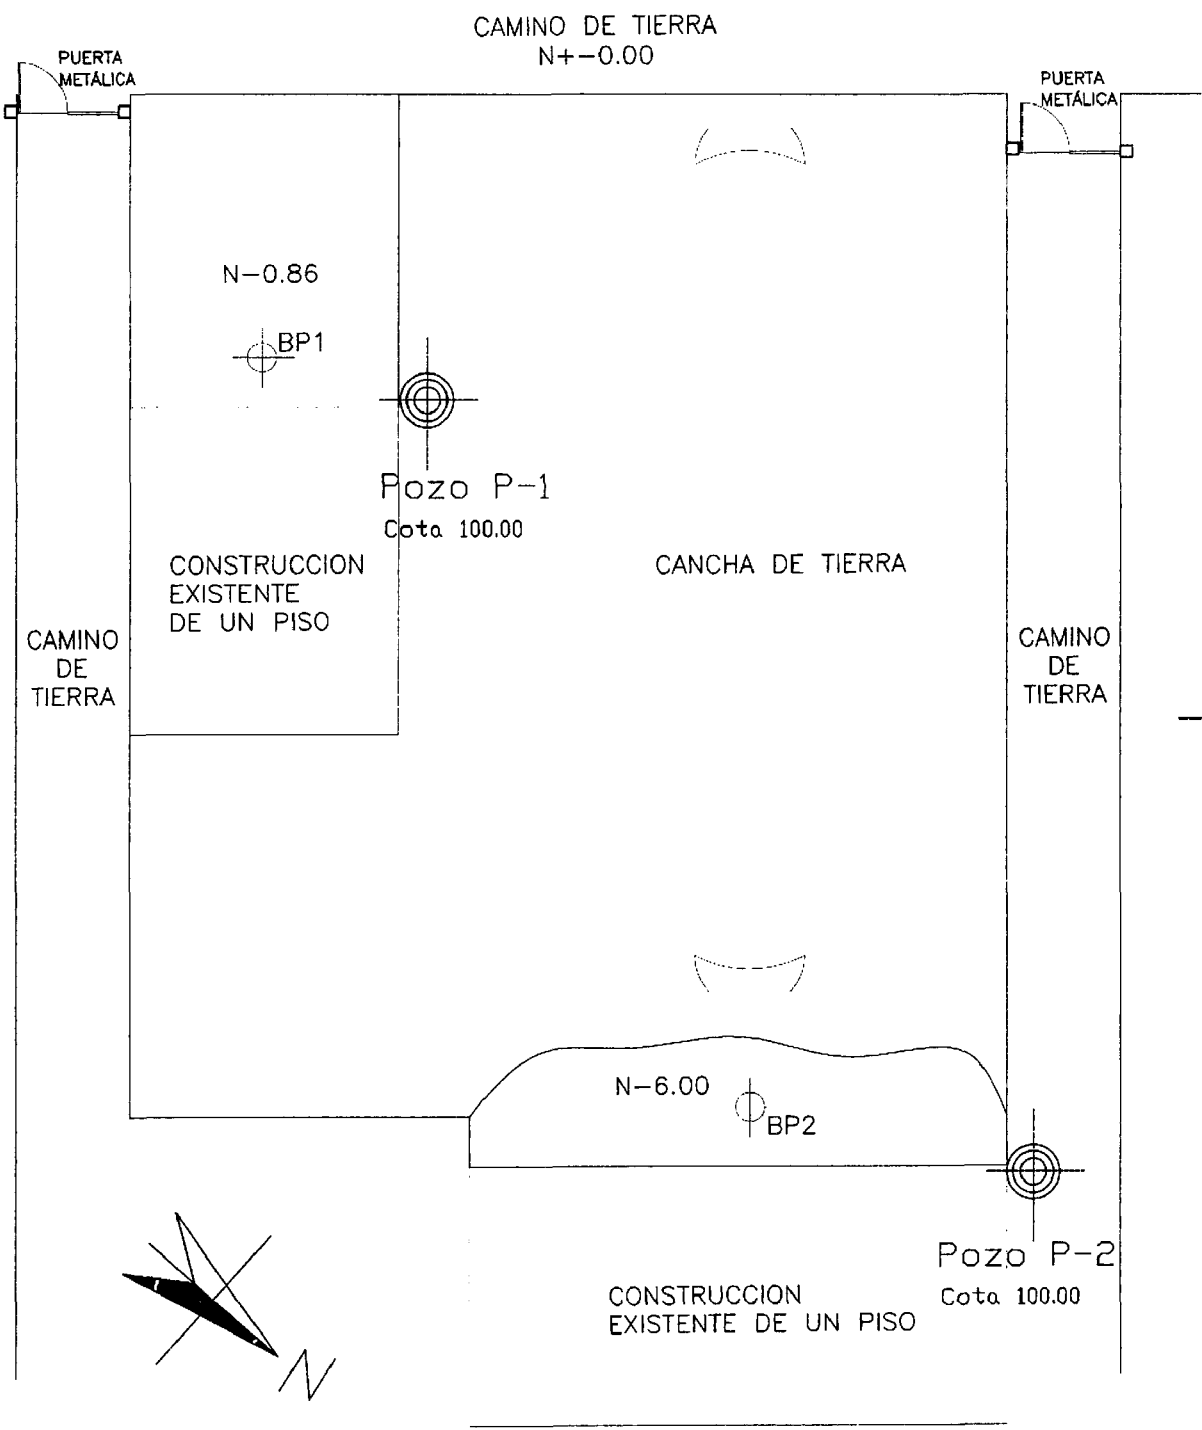 CAMINO DE TIERRA
N+-0.00
PUERTA
METÁLICA
PUERTA
METÁLICA
N-0.86
BP1
Pozo P-1
Cota 100.00
CONSTRUCCION
EXISTENTE
DE UN PISO
CANCHA DE TIERRA
CAMINO
DE
TIERRA
CAMINO
DE
TIERRA
N-6.00
BP2
Pozo P-2
Cota 100.00
CONSTRUCCION
EXISTENTE DE UN PISO
N